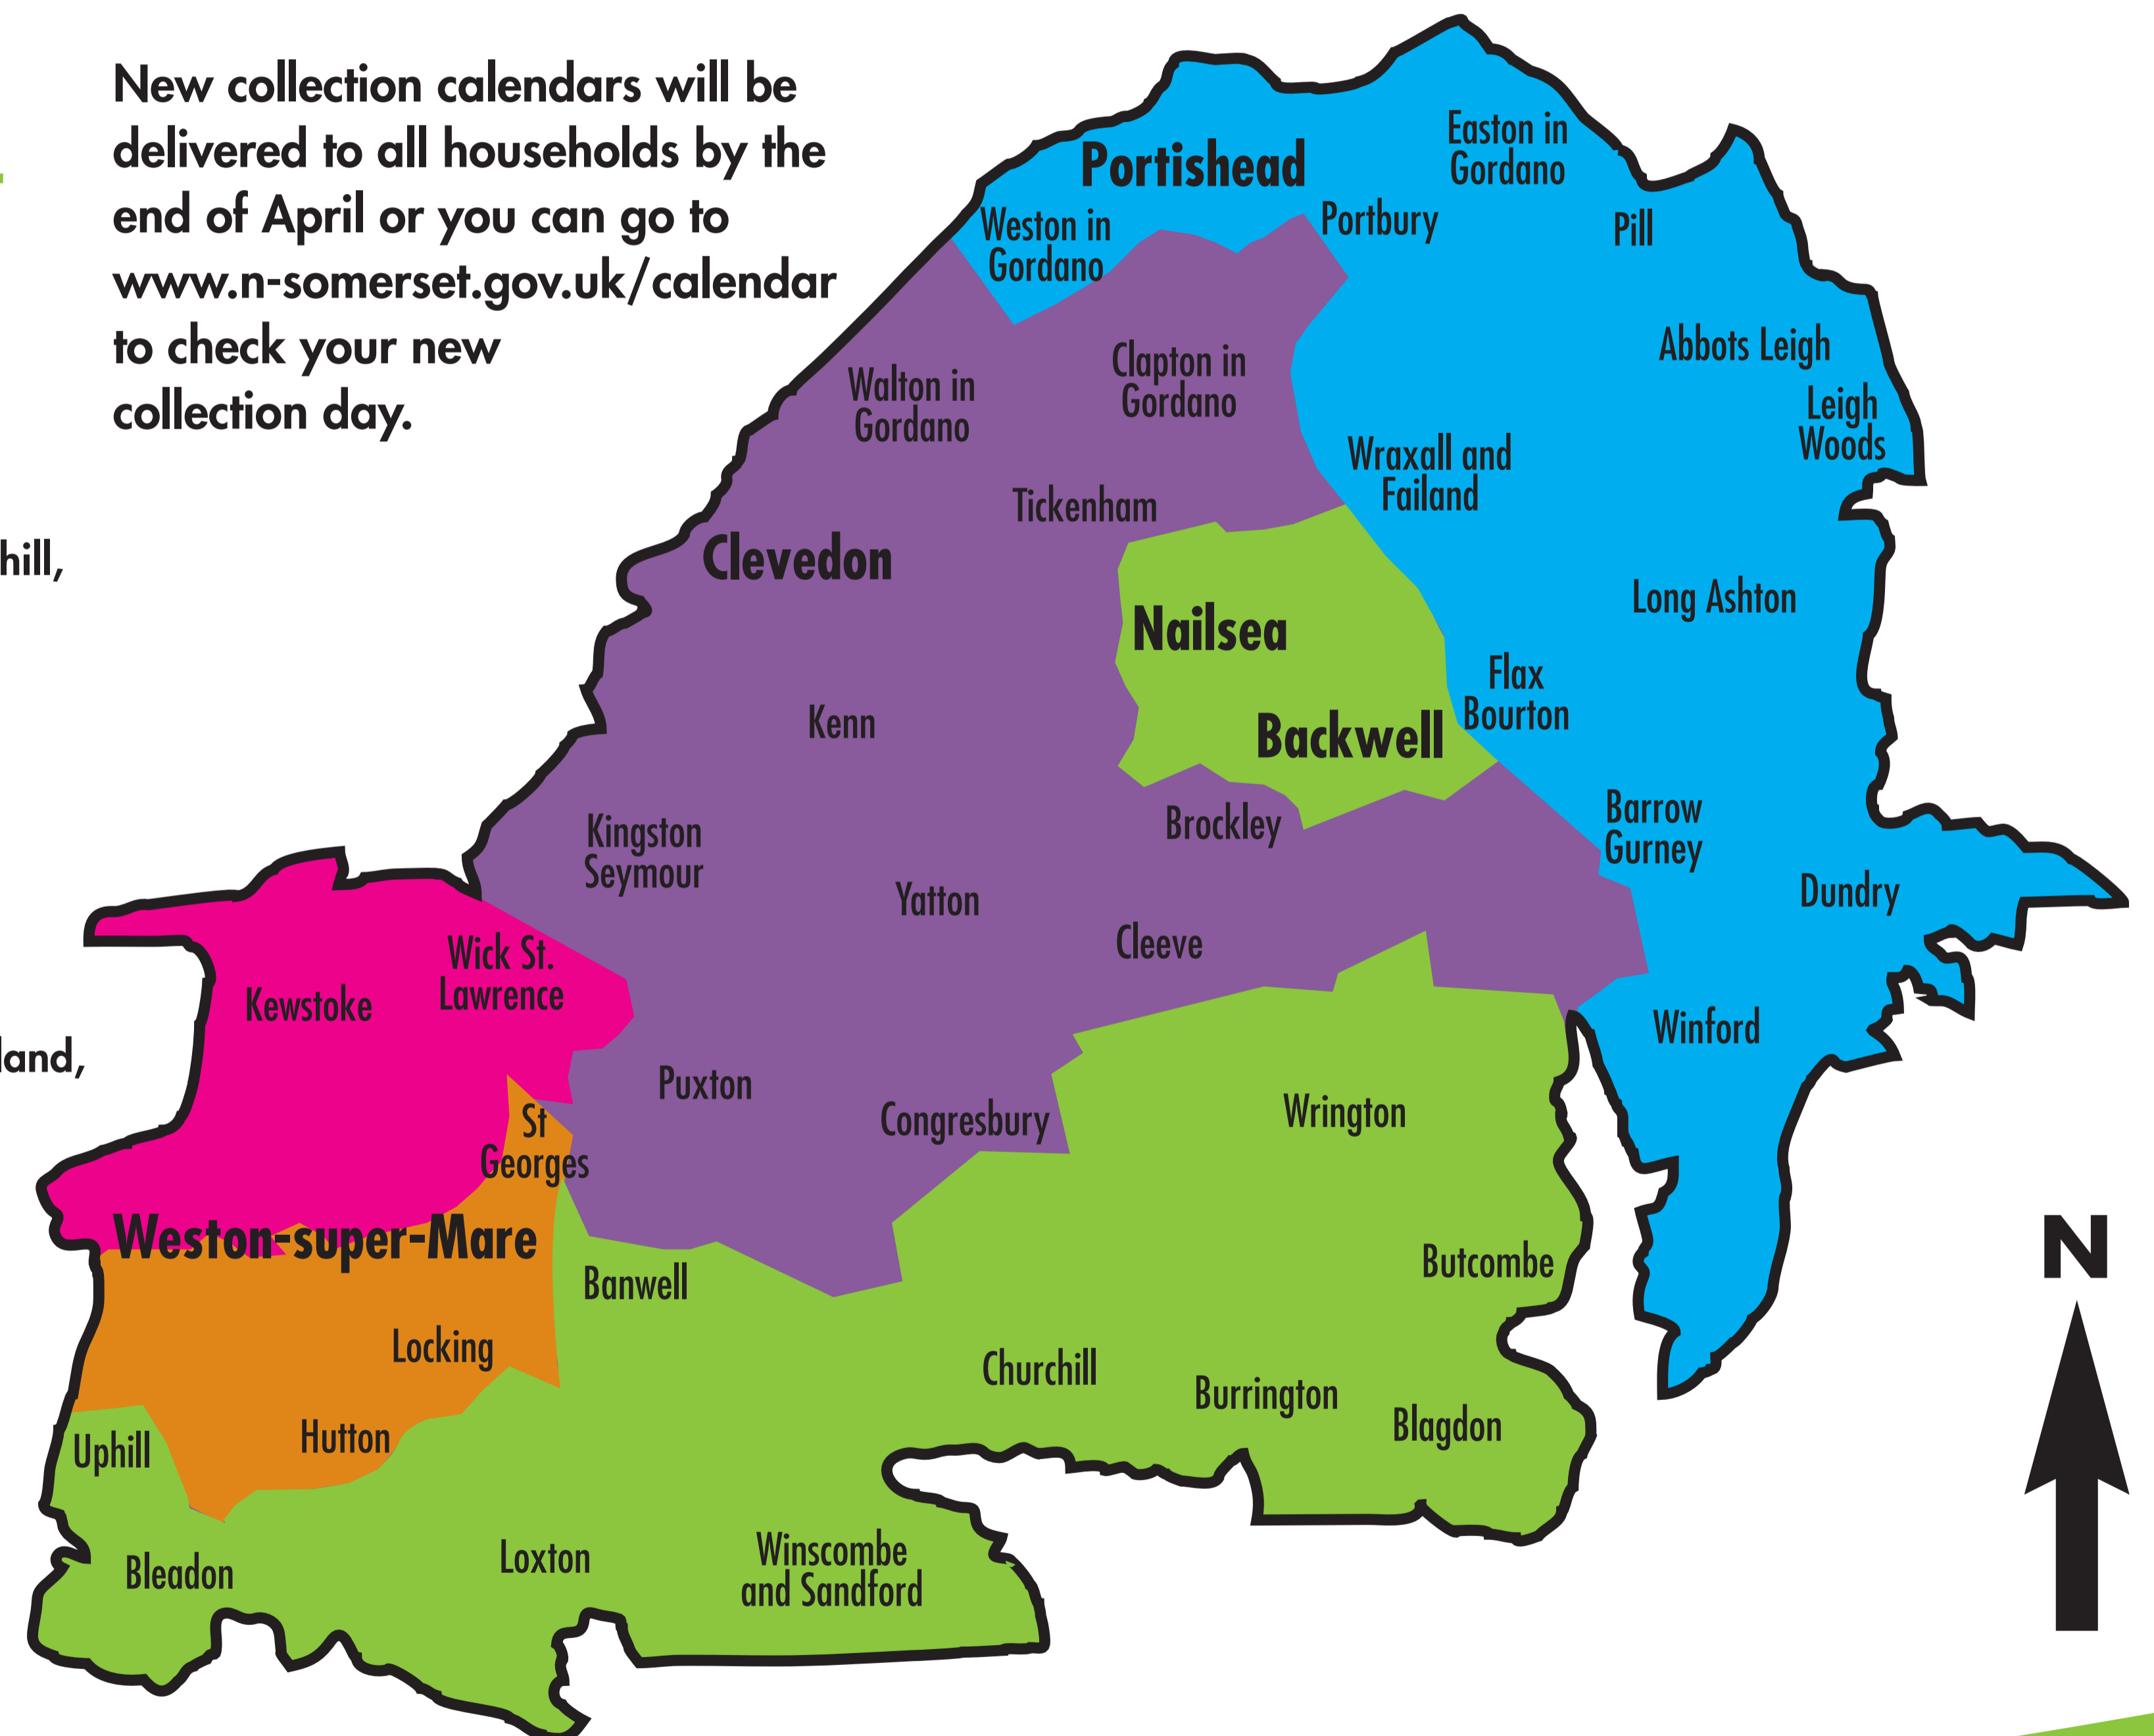 New collection calendars will be
delivered to all households by the
end of April or you can go to
www.n-somerset.gov.uk/calendar
to check your new
collection day.
hill,
and,
Portishead
Easton in
Gordano
Weston in
Gordano
Portbury
Pill
Abbots Leigh
Leigh
Woods
Walton in
Gordano
Clapton in
Gordano
Wraxall and
Failand
Tickenham
Clevedon
Nailsea
Long Ashton
Flax
Bourton
Backwell
Kenn
Kingston
Seymour
Brockley
Barrow
Gurney
Dundry
Yatton
Cleeve
Wick St.
Lawrence
Kewstoke
Winford
Puxton
Congresbury
Wrington
St
Georges
Weston-super-Mare
Banwell
Butcombe
N
Locking
Churchill
Burrington
Blagdon
Uphill
Hutton
Bleadon
Loxton
Winscombe
and Sandford